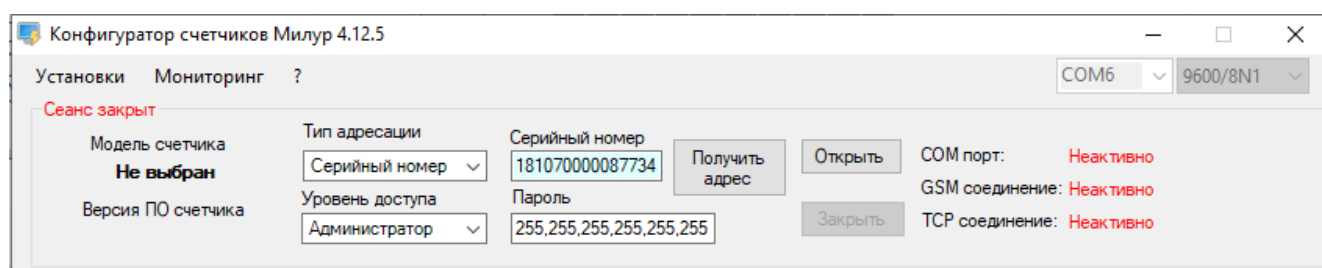 Конфигуратор счетчиков Милур 4.12.5
Установки Мониторинг ?
COM6 9600/8N1
Сеанс закрыт
Модель счетчика
Не выбран
Версия ПО счетчика
Тип адресации
Серийный номер
Уровень доступа
Администратор
Серийный номер
181070000087734
Пароль
255,255,255,255,255,255
Получить
адрес
Открыть
Закрыть
COM порт: Неактивно
GSM соединение: Неактивно
TCP соединение: Неактивно